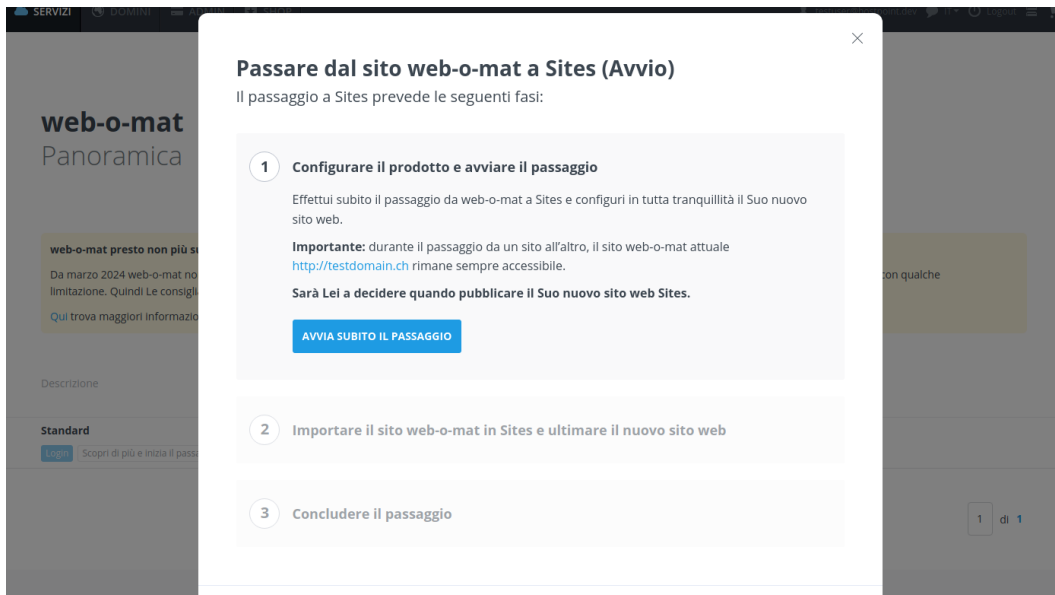 SERVIZI DOMINI ADMIN SHOP
IT Logout
Passare dal sito web-o-mat a Sites (Avvio)
Il passaggio a Sites prevede le seguenti fasi:
web-o-mat
Panoramica
1 Configurare il prodotto e avviare il passaggio
Effettui subito il passaggio da web-o-mat a Sites e configuri in tutta tranquillità il Suo nuovo
sito web.
Importante: durante il passaggio da un sito all'altro, il sito web-o-mat attuale
http://testdomain.ch rimane sempre accessibile.
Sarà Lei a decidere quando pubblicare il Suo nuovo sito web Sites.
AVVIA SUBITO IL PASSAGGIO
web-o-mat presto non più
Da marzo 2024 web-o-mat
con qualche
limitazione. Quindi Le
Qui trova maggiori
Descrizione
2 Importare il sito web-o-mat in Sites e ultimare il nuovo sito web
Standard
Login Scopri di più e inizia il
3 Concludere il passaggio
1 di 1